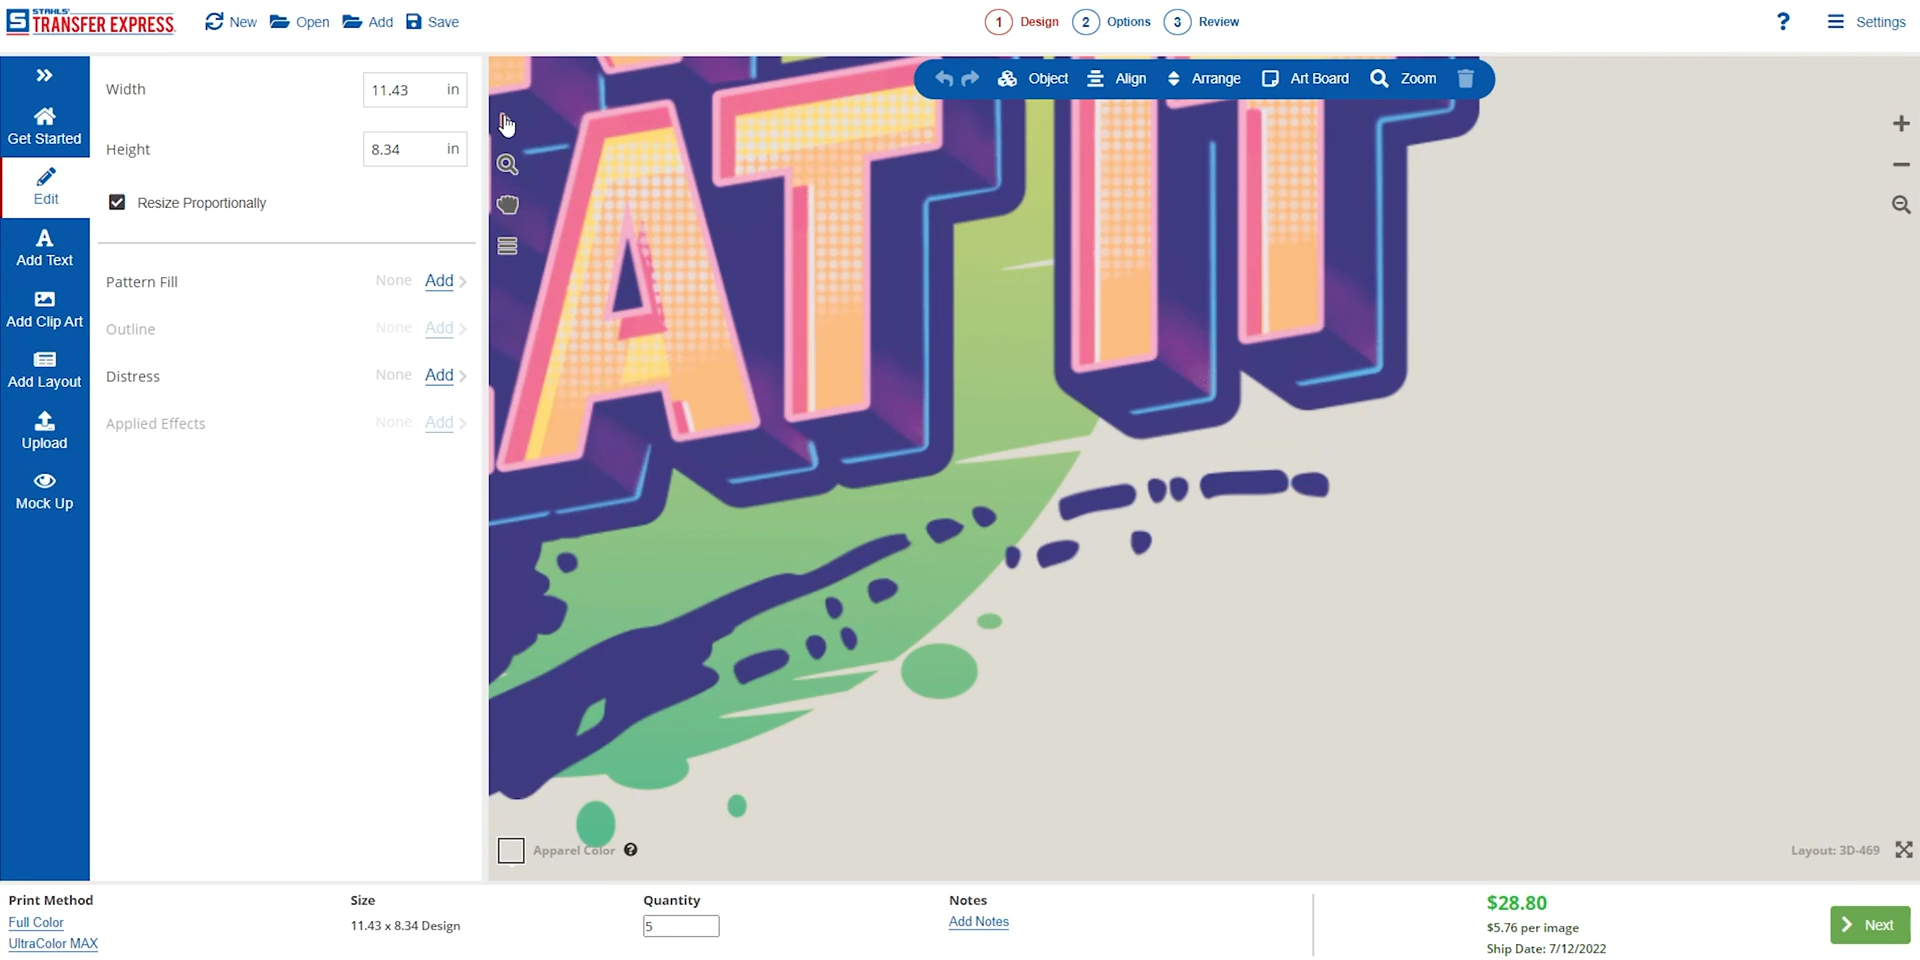 STAHLS'
TRANSFER EXPRESS
New
Open
Add
Save
1 Design
2 Options
3 Review
?
Settings
Get Started
Edit
Add Text
Add Clip Art
Add Layout
Upload
Mock Up
Width
11.43 in
Height
8.34 in
Resize Proportionally
Pattern Fill None Add
Outline None Add
Distress None Add
Applied Effects None Add
Object
Align
Arrange
Art Board
Zoom
AT IT
Apparel Color ?
Layout: 3D-469
Print Method
Full Color
UltraColor MAX
Size
11.43 x 8.34 Design
Quantity
5
Notes
Add Notes
$28.80
$5.76 per image
Ship Date: 7/12/2022
Next